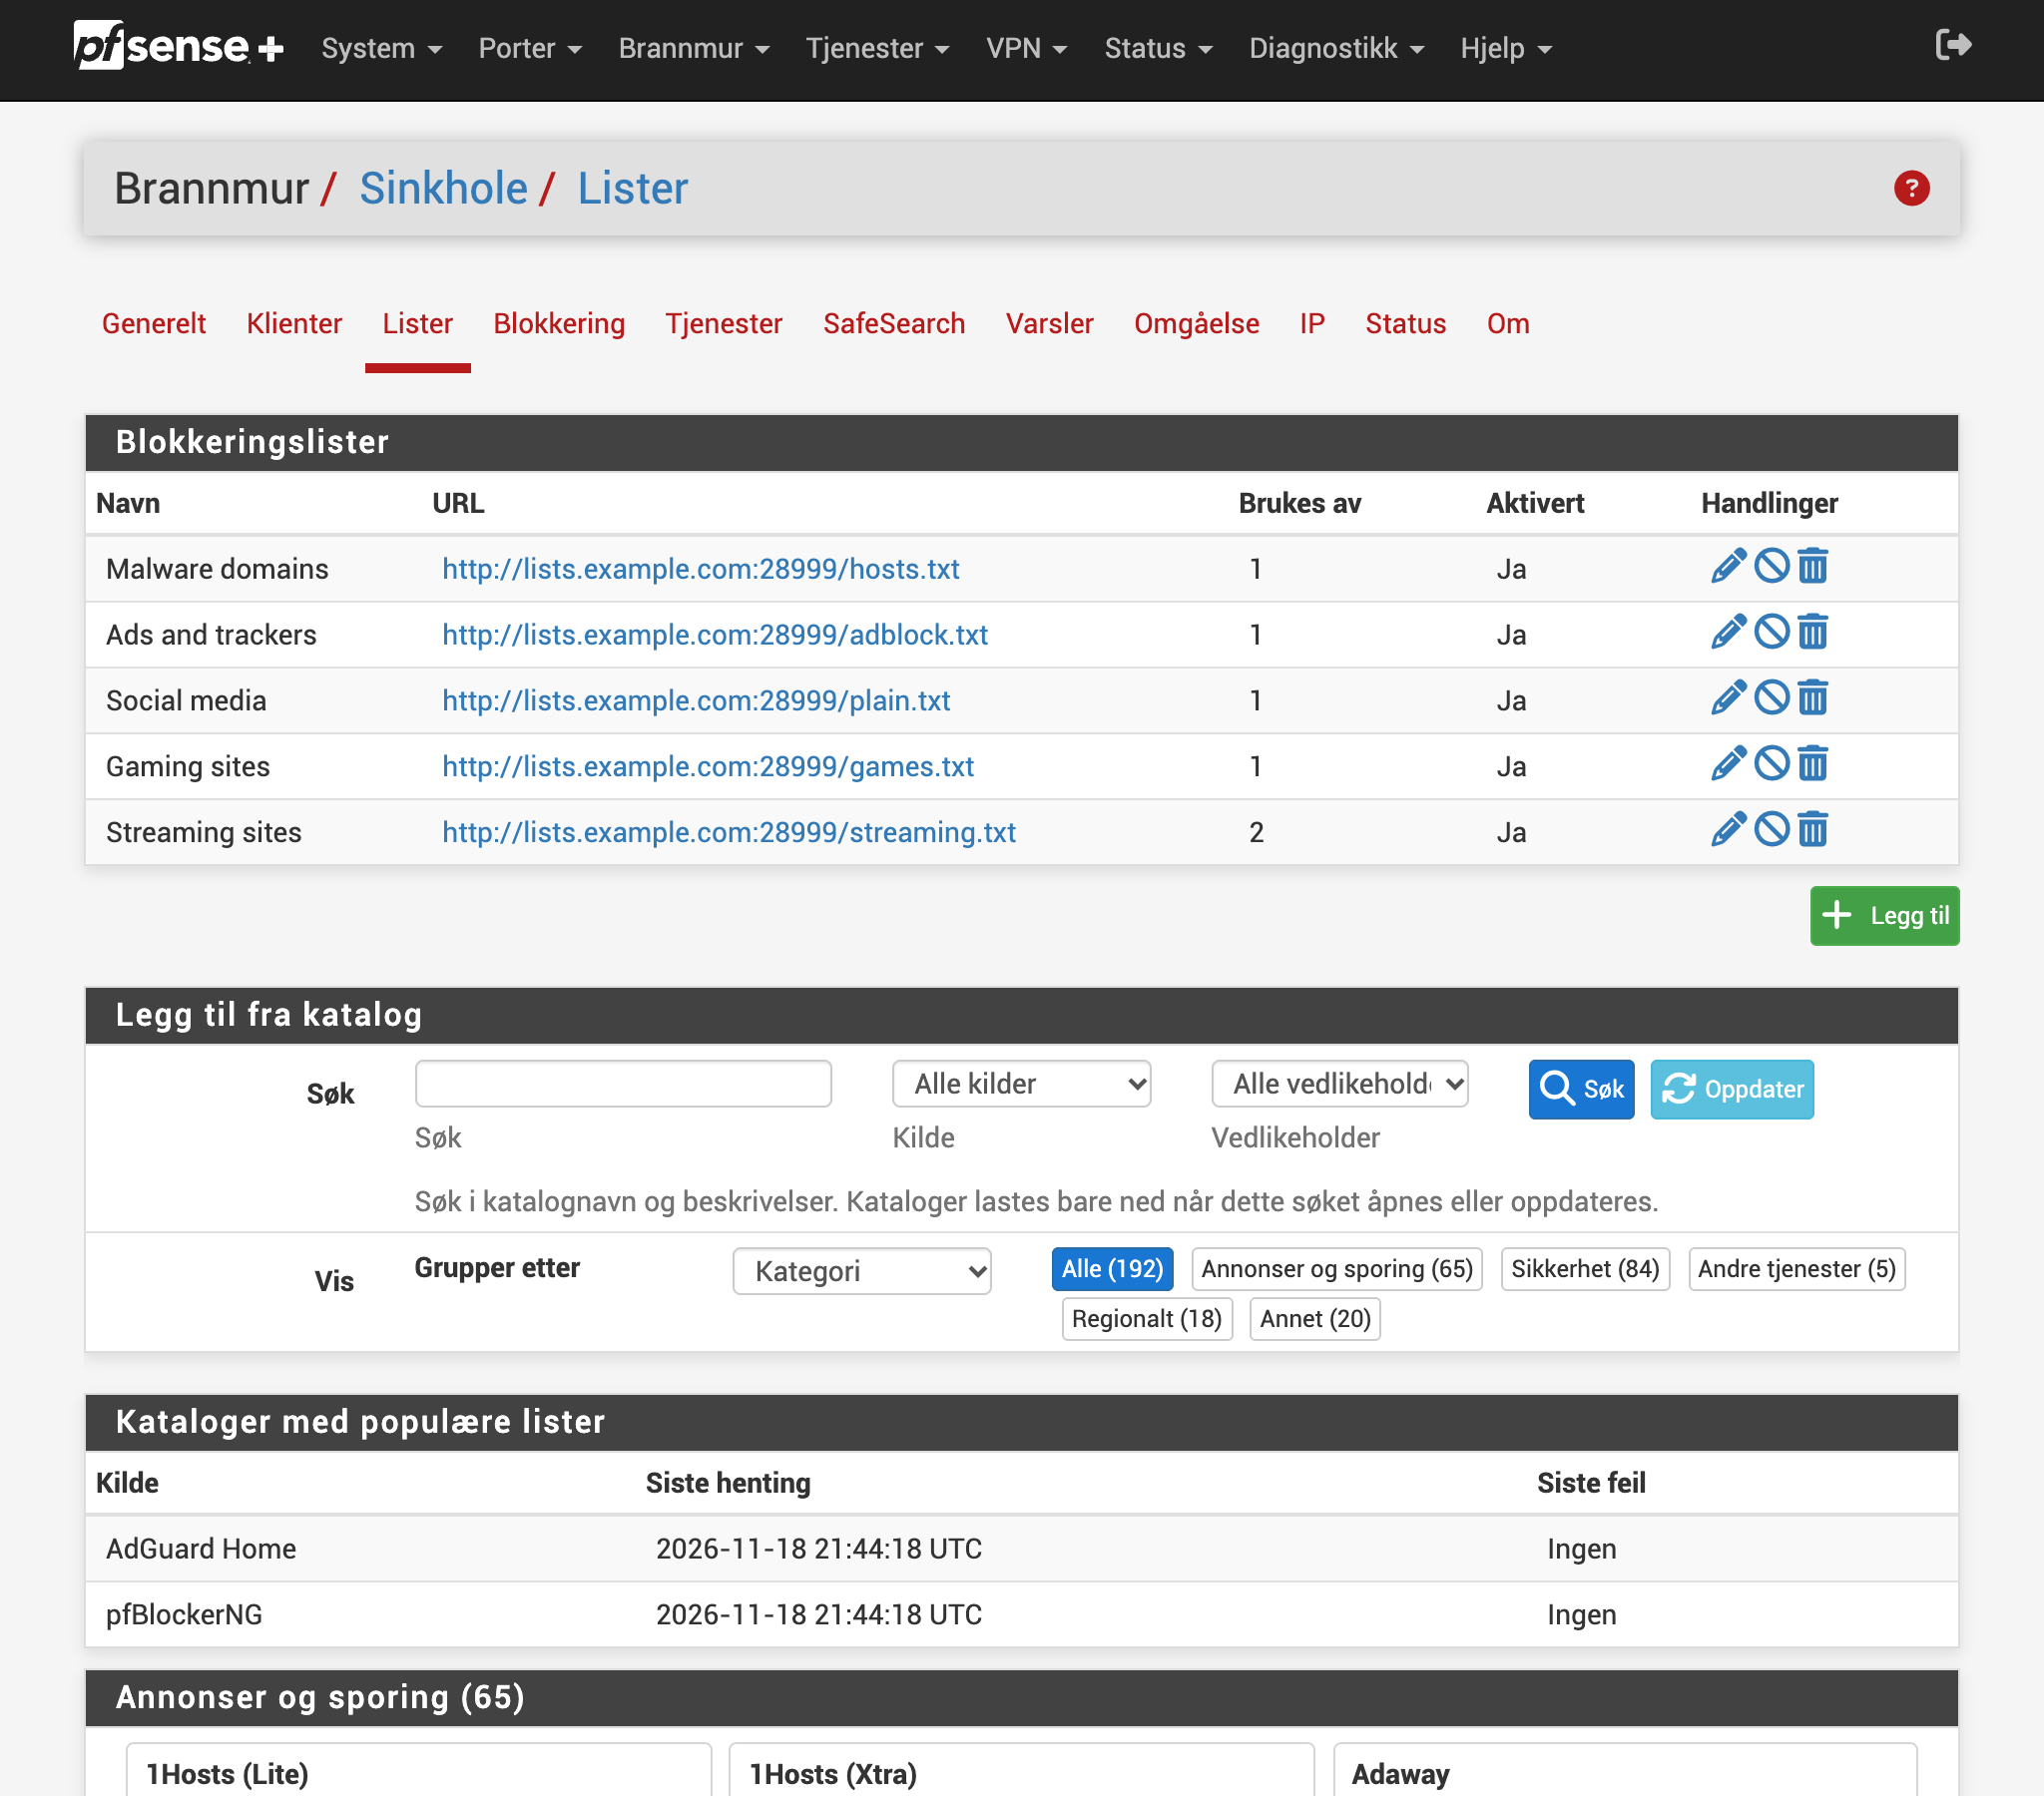 pfsense + System Porter Brannmur Tjenester VPN Status Diagnostikk Hjelp
Brannmur / Sinkhole / Lister
Generelt Klienter Lister Blokkering Tjenester SafeSearch Varsler Omgåelse IP Status Om
Blokkeringslister
Navn URL Brukes av Aktivert Handlinger
Malware domains http://lists.example.com:28999/hosts.txt 1 Ja
Ads and trackers http://lists.example.com:28999/adblock.txt 1 Ja
Social media http://lists.example.com:28999/plain.txt 1 Ja
Gaming sites http://lists.example.com:28999/games.txt 1 Ja
Streaming sites http://lists.example.com:28999/streaming.txt 2 Ja
Legg til
Legg til fra katalog
Søk Alle kilder Alle vedlikehold Søk Oppdater
Søk Kilde Vedlikeholder
Søk i katalognavn og beskrivelser. Kataloger lastes bare ned når dette søket åpnes eller oppdateres.
Vis Grupper etter Kategori Alle (192) Annonser og sporing (65) Sikkerhet (84) Andre tjenester (5)
Regionalt (18) Annet (20)
Kataloger med populære lister
Kilde Siste henting Siste feil
AdGuard Home 2026-11-18 21:44:18 UTC Ingen
pfBlockerNG 2026-11-18 21:44:18 UTC Ingen
Annonser og sporing (65)
1Hosts (Lite) 1Hosts (Xtra) Adaway